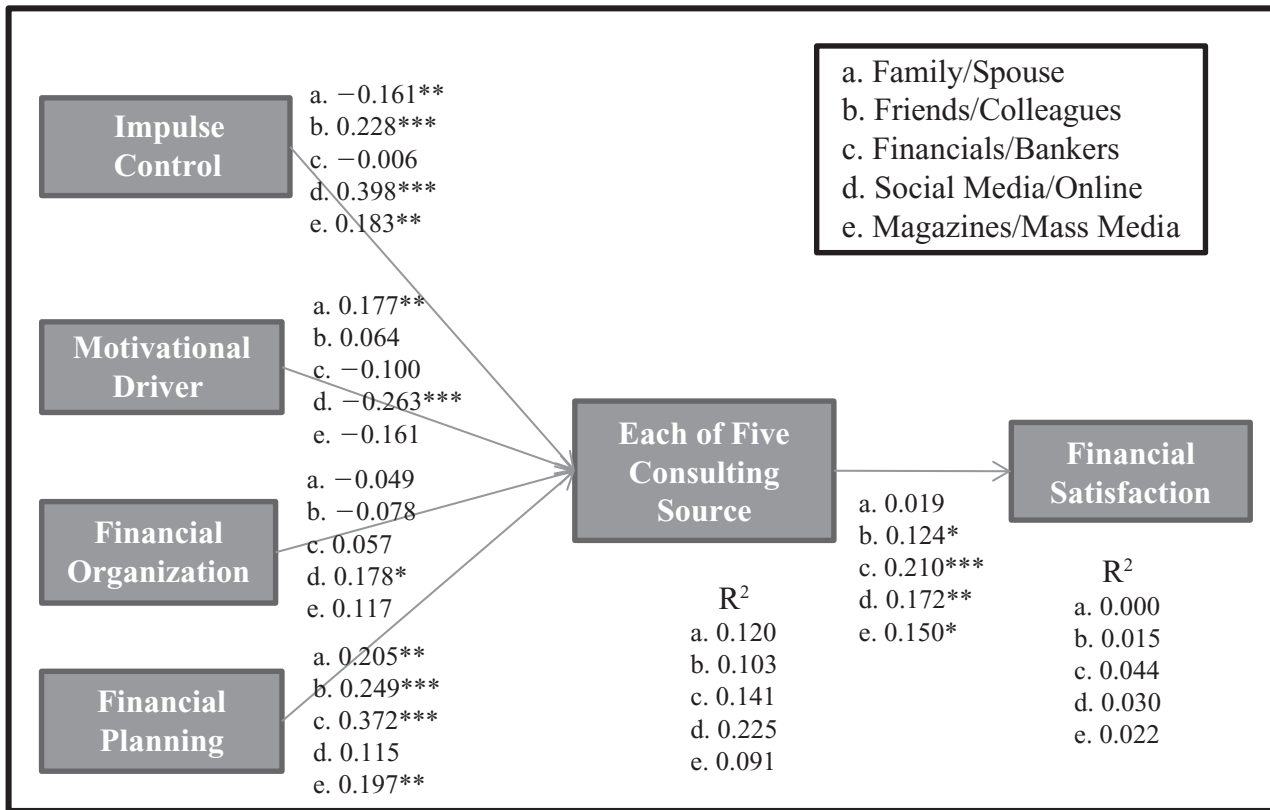 a. Family/Spouse
b. Friends/Colleagues
c. Financials/Bankers
d. Social Media/Online
e. Magazines/Mass Media
Impulse
Control
a. −0.161**
b. 0.228***
c. −0.006
d. 0.398***
e. 0.183**
Motivational
Driver
a. 0.177**
b. 0.064
c. −0.100
d. −0.263***
e. −0.161
Financial
Organization
a. −0.049
b. −0.078
c. 0.057
d. 0.178*
e. 0.117
Financial
Planning
a. 0.205**
b. 0.249***
c. 0.372***
d. 0.115
e. 0.197**
Each of Five
Consulting
Source
R²
a. 0.120
b. 0.103
c. 0.141
d. 0.225
e. 0.091
a. 0.019
b. 0.124*
c. 0.210***
d. 0.172**
e. 0.150*
Financial
Satisfaction
R²
a. 0.000
b. 0.015
c. 0.044
d. 0.030
e. 0.022